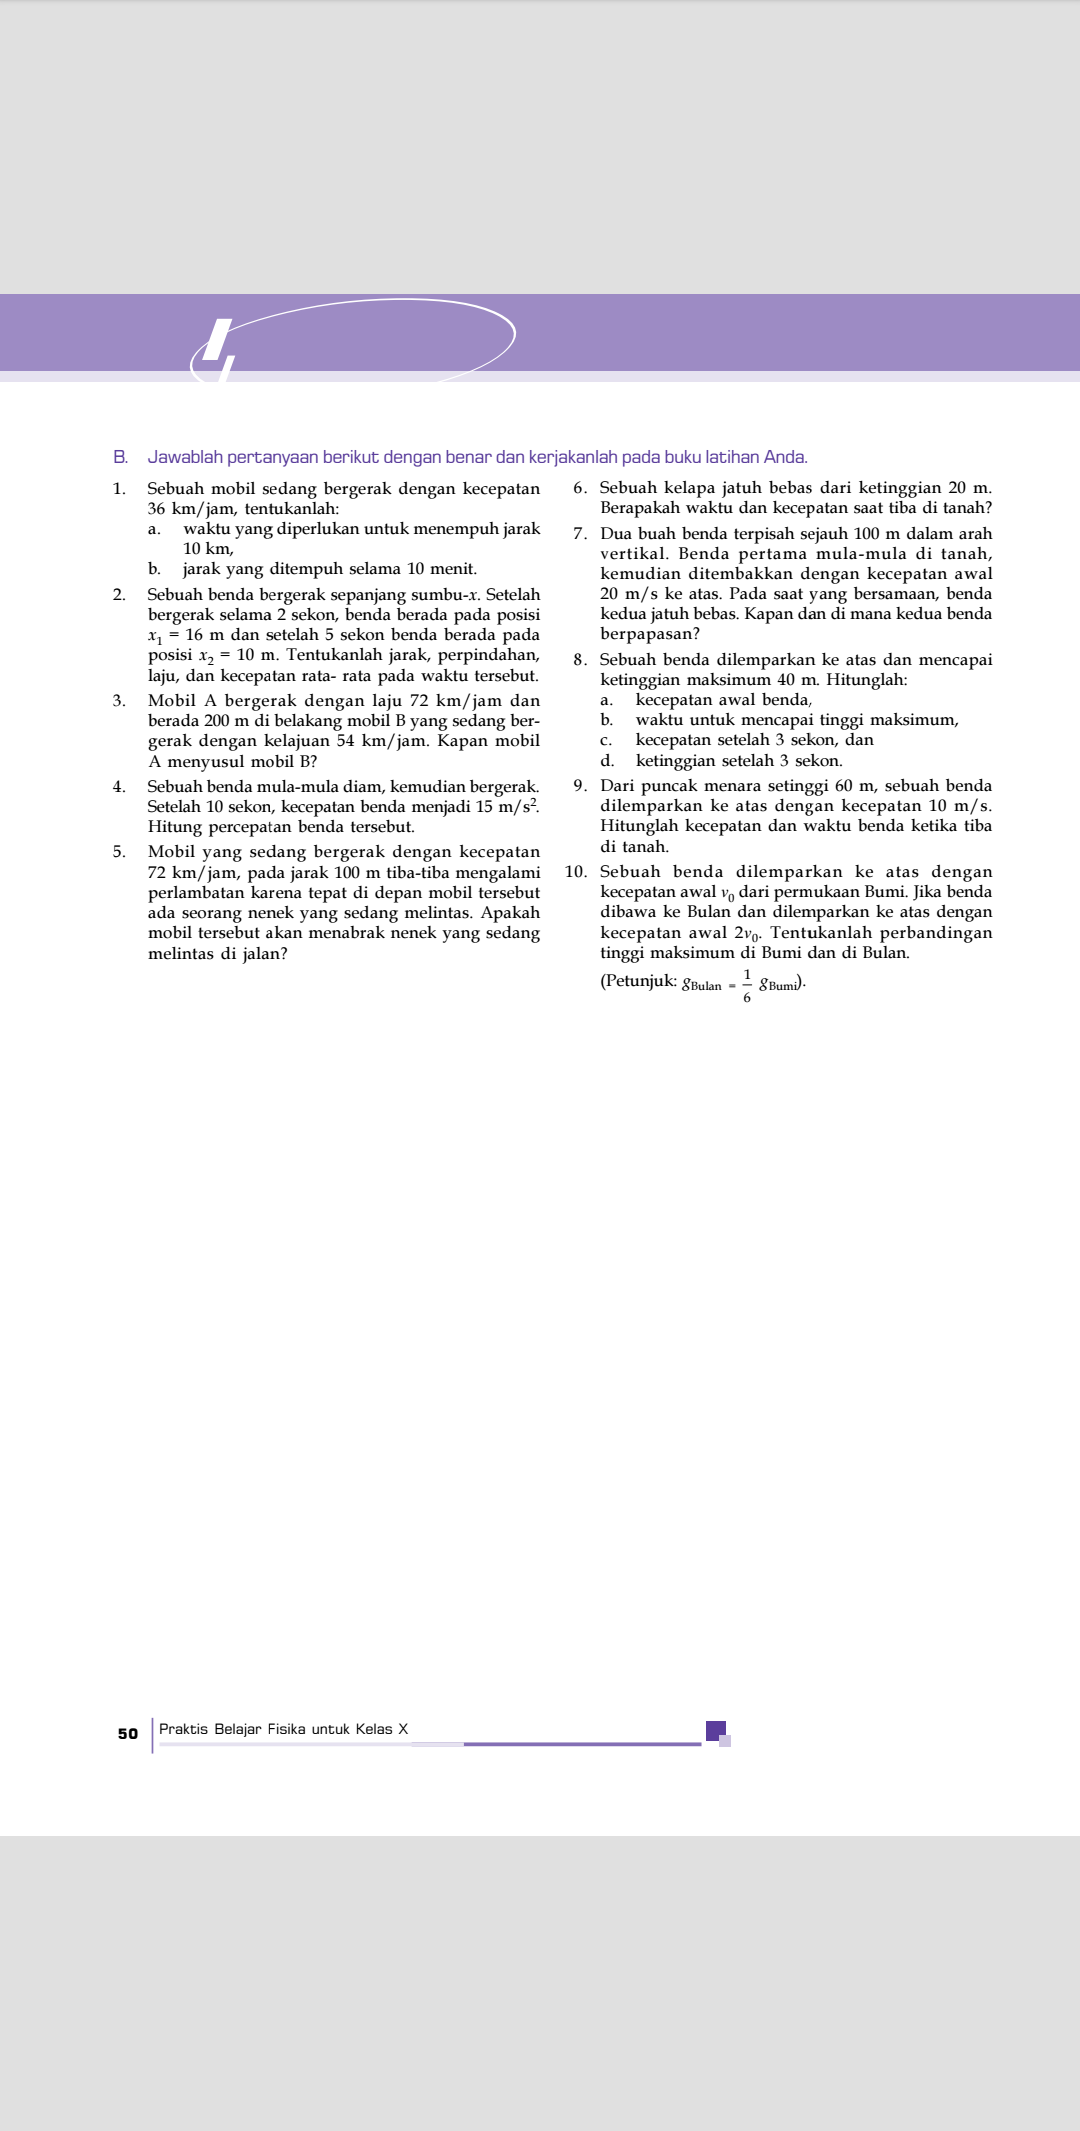 B. Jawablah pertanyaan berikut dengan benar dan kerjakanlah pada buku latihan Anda.
1. Sebuah mobil sedang bergerak dengan kecepatan
36 km/jam, tentukanlah:
a. waktu yang diperlukan untuk menempuh jarak
10 km,
b. jarak yang ditempuh selama 10 menit.
2. Sebuah benda bergerak sepanjang sumbu-x. Setelah
bergerak selama 2 sekon, benda berada pada posisi
x₁ = 16 m dan setelah 5 sekon benda berada pada
posisi x₂ = 10 m. Tentukanlah jarak, perpindahan,
laju, dan kecepatan rata- rata pada waktu tersebut.
3. Mobil A bergerak dengan laju 72 km/jam dan
berada 200 m di belakang mobil B yang sedang ber-
gerak dengan kelajuan 54 km/jam. Kapan mobil
A menyusul mobil B?
4. Sebuah benda mula-mula diam, kemudian bergerak.
Setelah 10 sekon, kecepatan benda menjadi 15 m/s².
Hitung percepatan benda tersebut.
5. Mobil yang sedang bergerak dengan kecepatan
72 km/jam, pada jarak 100 m tiba-tiba mengalami
perlambatan karena tepat di depan mobil tersebut
ada seorang nenek yang sedang melintas. Apakah
mobil tersebut akan menabrak nenek yang sedang
melintas di jalan?
6. Sebuah kelapa jatuh bebas dari ketinggian 20 m.
Berapakah waktu dan kecepatan saat tiba di tanah?
7. Dua buah benda terpisah sejauh 100 m dalam arah
vertikal. Benda pertama mula-mula di tanah,
kemudian ditembakkan dengan kecepatan awal
20 m/s ke atas. Pada saat yang bersamaan, benda
kedua jatuh bebas. Kapan dan di mana kedua benda
berpapasan?
8. Sebuah benda dilemparkan ke atas dan mencapai
ketinggian maksimum 40 m. Hitunglah:
a. kecepatan awal benda,
b. waktu untuk mencapai tinggi maksimum,
c. kecepatan setelah 3 sekon, dan
d. ketinggian setelah 3 sekon.
9. Dari puncak menara setinggi 60 m, sebuah benda
dilemparkan ke atas dengan kecepatan 10 m/s.
Hitunglah kecepatan dan waktu benda ketika tiba
di tanah.
10. Sebuah benda dilemparkan ke atas dengan
kecepatan awal v₀ dari permukaan Bumi. Jika benda
dibawa ke Bulan dan dilemparkan ke atas dengan
kecepatan awal 2v₀. Tentukanlah perbandingan
tinggi maksimum di Bumi dan di Bulan.
(Petunjuk: gBulan = 1/6 gBumi).
50 Praktis Belajar Fisika untuk Kelas X